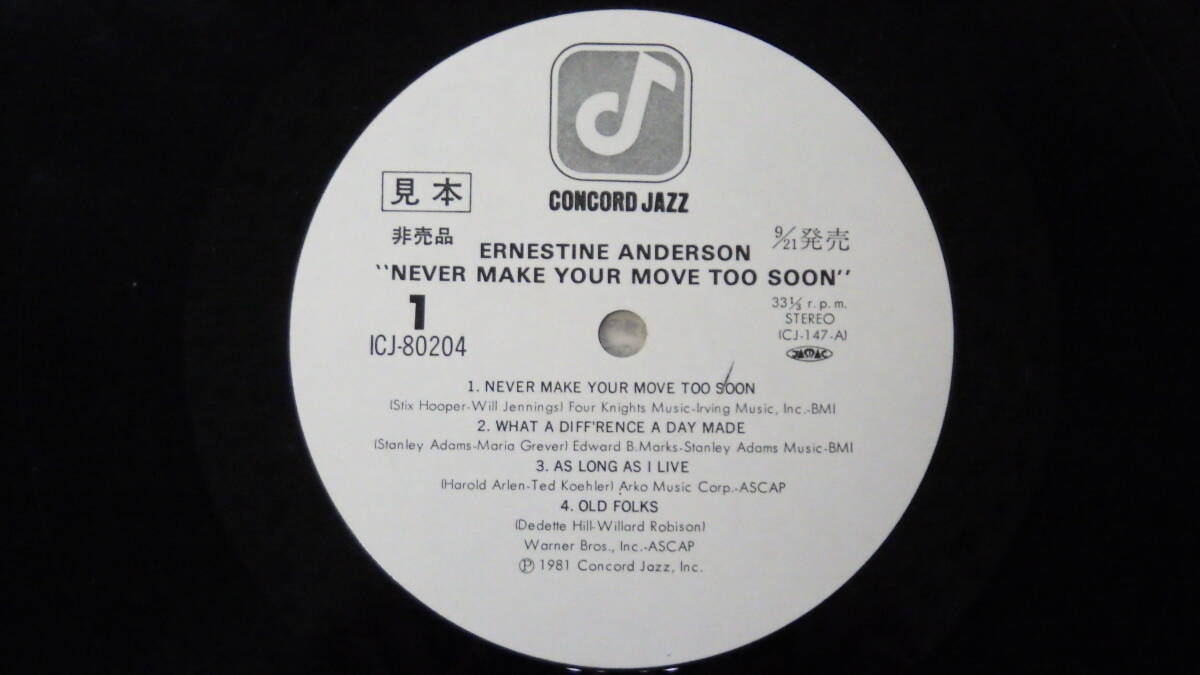 CONCORD JAZZ
見本
非売品
9/21発売
ERNESTINE ANDERSON
"NEVER MAKE YOUR MOVE TOO SOON"
1
ICJ-80204
33⅓ r.p.m.
STEREO
(CJ-147-A)
1. NEVER MAKE YOUR MOVE TOO SOON
(Stix Hooper-Will Jennings) Four Knights Music-Irving Music, Inc.-BMI
2. WHAT A DIFF'RENCE A DAY MADE
(Stanley Adams-Maria Grever) Edward B.Marks-Stanley Adams Music-BMI
3. AS LONG AS I LIVE
(Harold Arlen-Ted Koehler) Arko Music Corp.-ASCAP
4. OLD FOLKS
(Dedette Hill-Willard Robison)
Warner Bros., Inc.-ASCAP
Ⓟ 1981 Concord Jazz, Inc.